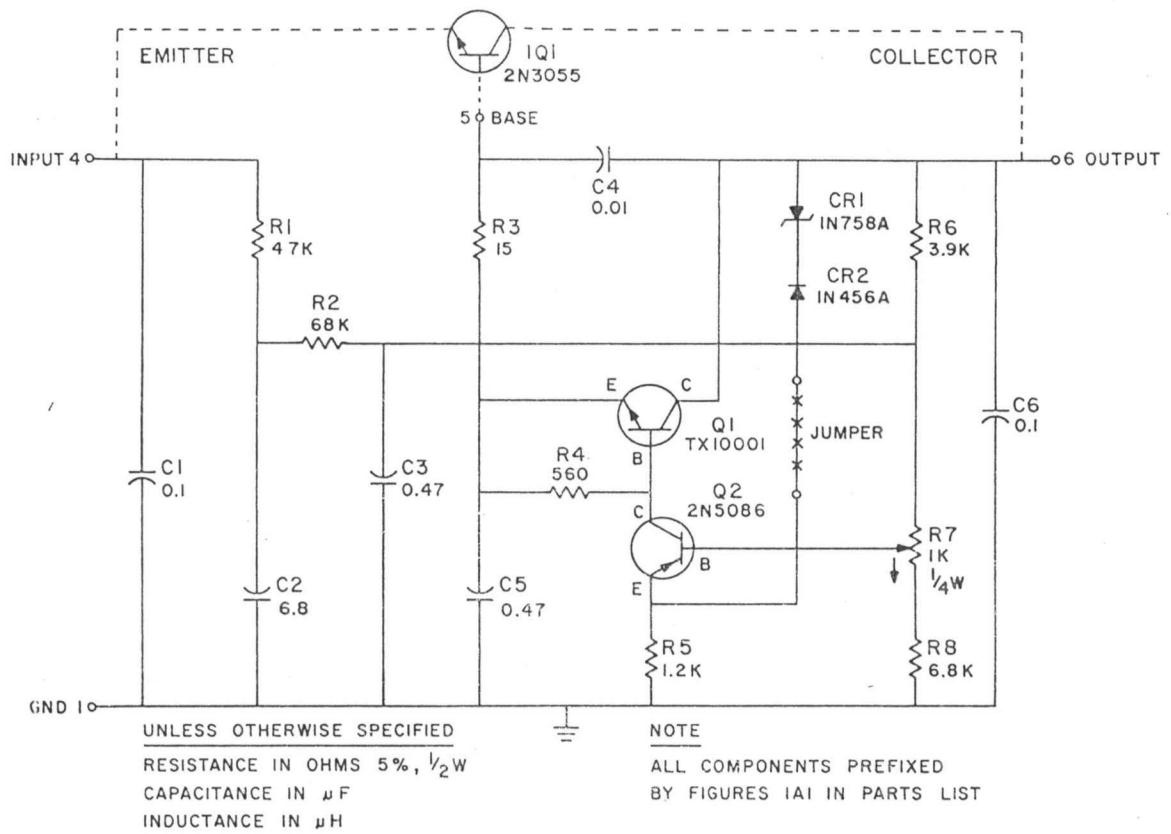 EMITTER
1Q1
2N3055
COLLECTOR
5 BASE
INPUT 4
6 OUTPUT
C4
0.01
R1
47K
R3
15
CR1
1N758A
R6
3.9K
CR2
1N456A
R2
68K
E
C
Q1
TX10001
B
JUMPER
C6
0.1
C1
0.1
C3
0.47
R4
560
Q2
2N5086
C
B
E
R7
1K
1/4W
C2
6.8
C5
0.47
R5
1.2K
R8
6.8K
GND 1
UNLESS OTHERWISE SPECIFIED
RESISTANCE IN OHMS 5%, 1/2W
CAPACITANCE IN μF
INDUCTANCE IN μH
NOTE
ALL COMPONENTS PREFIXED
BY FIGURES 1A1 IN PARTS LIST